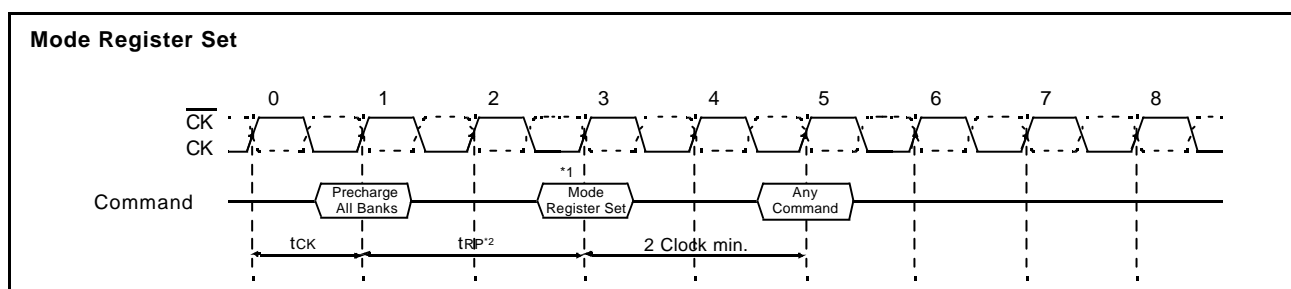 Mode Register Set
0 1 2 3 4 5 6 7 8
CK
CK
*1
Command
Precharge
All Banks
Mode
Register Set
Any
Command
tCK
tRP*2
2 Clock min.